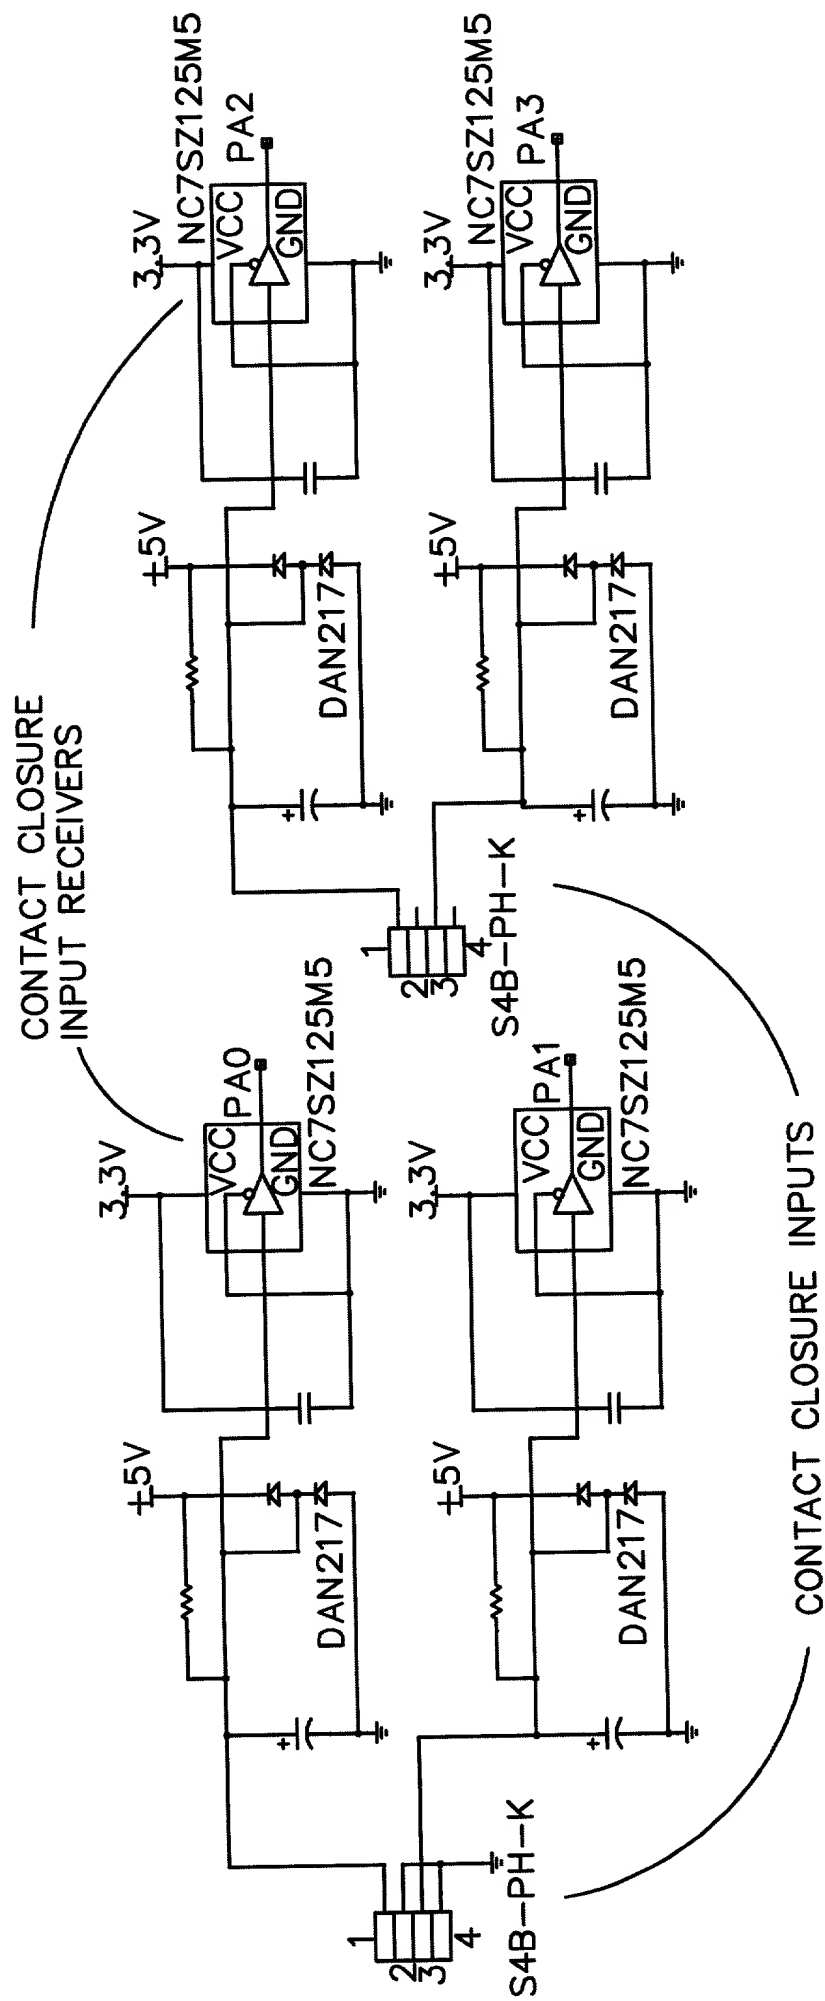 CONTACT CLOSURE
INPUT RECEIVERS
3.3V
PA0
VCC
GND
NC7SZ125M5
+5V
DAN217
+
1
2
3
4
S4B-PH-K
3.3V
PA1
VCC
GND
NC7SZ125M5
+5V
DAN217
+
3.3V
NC7SZ125M5
PA2
VCC
GND
+5V
DAN217
+
1
2
3
4
S4B-PH-K
3.3V
NC7SZ125M5
PA3
VCC
GND
+5V
DAN217
+
CONTACT CLOSURE INPUTS